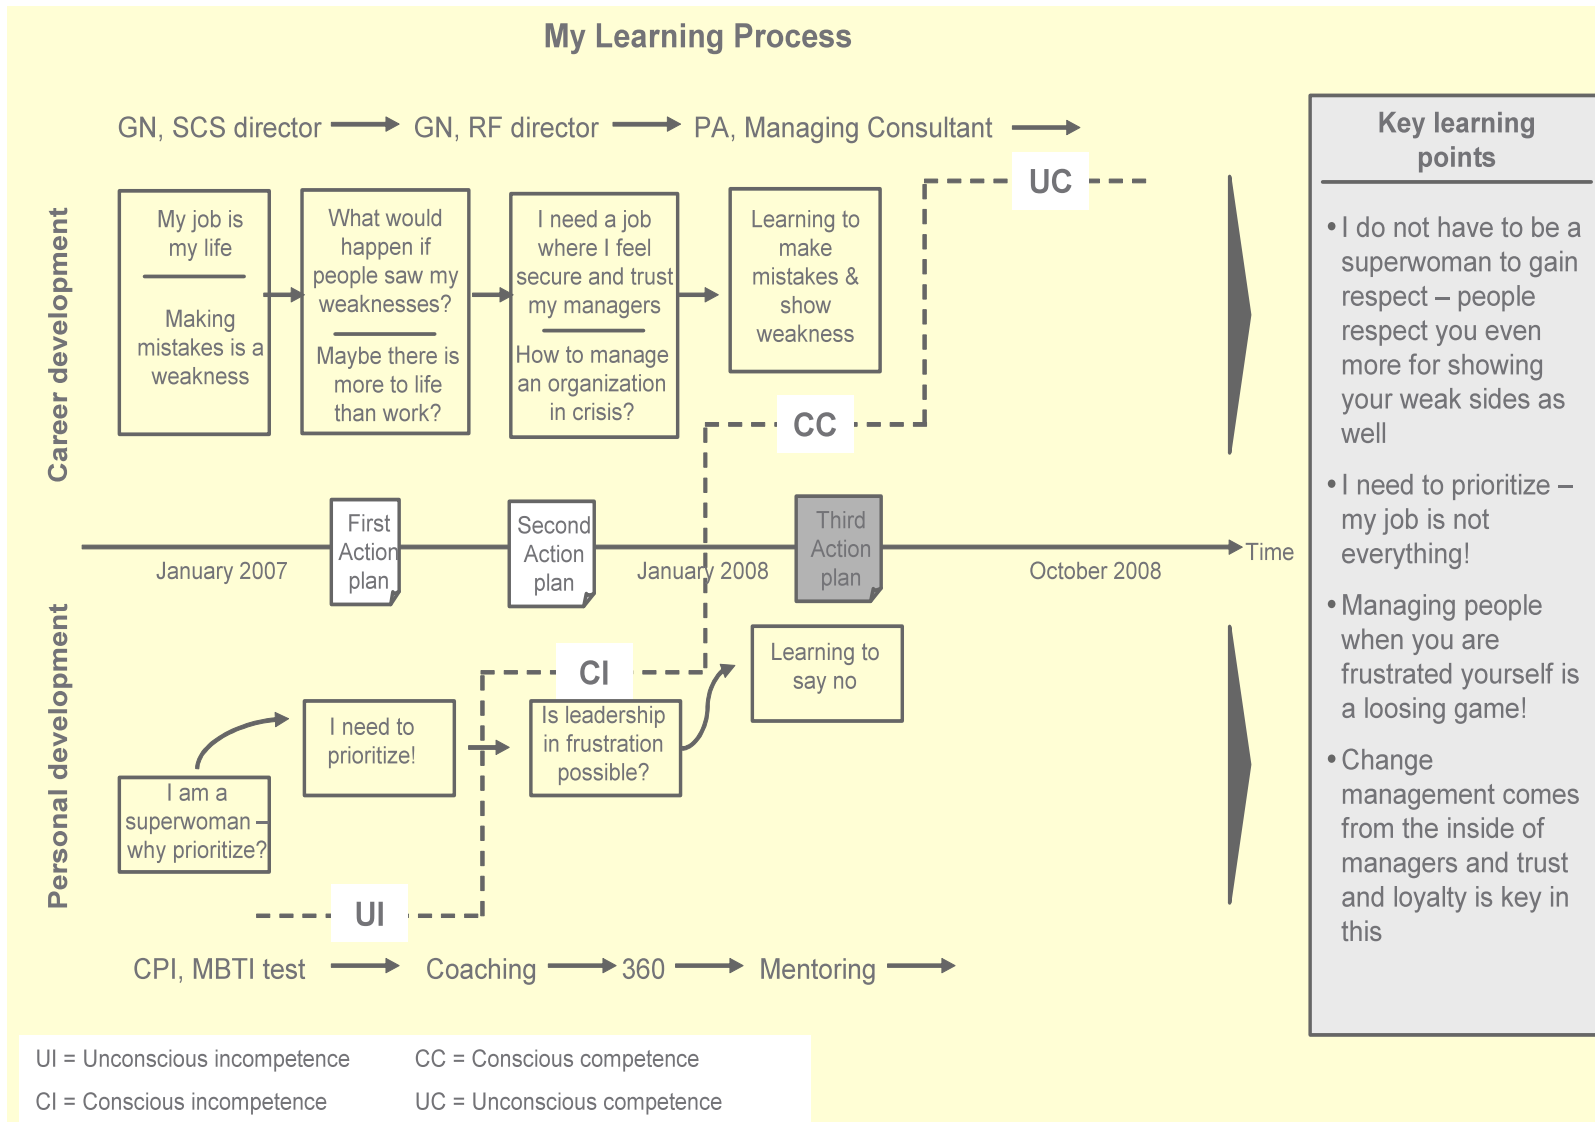 My Learning Process
GN, SCS director
GN, RF director
PA, Managing Consultant
UC
Career development
My job is
my life
Making
mistakes is a
weakness
What would
happen if
people saw my
weaknesses?
Maybe there is
more to life
than work?
I need a job
where I feel
secure and trust
my managers
How to manage
an organization
in crisis?
Learning to
make
mistakes &
show
weakness
CC
First
Action
plan
Second
Action
plan
Third
Action
plan
January 2007
January 2008
October 2008
Time
Personal development
I am a
superwoman –
why prioritize?
I need to
prioritize!
CI
Is leadership
in frustration
possible?
Learning to
say no
UI
CPI, MBTI test
Coaching
360
Mentoring
UI = Unconscious incompetence
CC = Conscious competence
CI = Conscious incompetence
UC = Unconscious competence
Key learning
points
• I do not have to be a
superwoman to gain
respect – people
respect you even
more for showing
your weak sides as
well
• I need to prioritize –
my job is not
everything!
• Managing people
when you are
frustrated yourself is
a loosing game!
• Change
management comes
from the inside of
managers and trust
and loyalty is key in
this